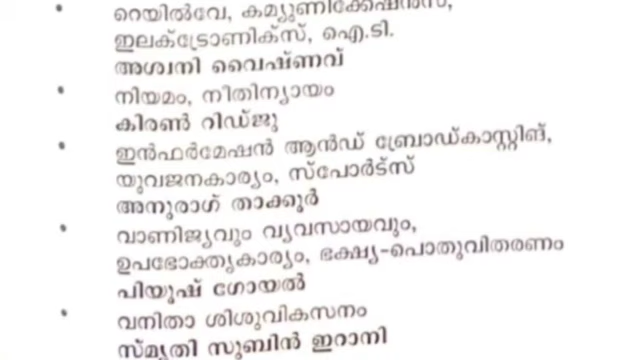 റെയിൽവേ, കമ്യൂണിക്കേഷൻസ്,
ഇലക്ട്രോണിക്സ്, ഐ.ടി.
അശ്വനി വൈഷ്ണവ്
നിയമം, നീതിന്യായം
കിരൺ റിഡ്ജു
ഇൻഫർമേഷൻ ആൻഡ് ബ്രോഡ്കാസ്റ്റിങ്,
യുവജനകാര്യം, സ്പോർട്സ്
അനുരാഗ് താക്കൂർ
വാണിജ്യവും വ്യവസായവും,
ഉപഭോക്തൃകാര്യം, ഭക്ഷ്യ-പൊതുവിതരണം
പിയൂഷ് ഗോയൽ
വനിതാ ശിശുവികസനം
സ്മൃതി സുബിൻ ഇറാനി